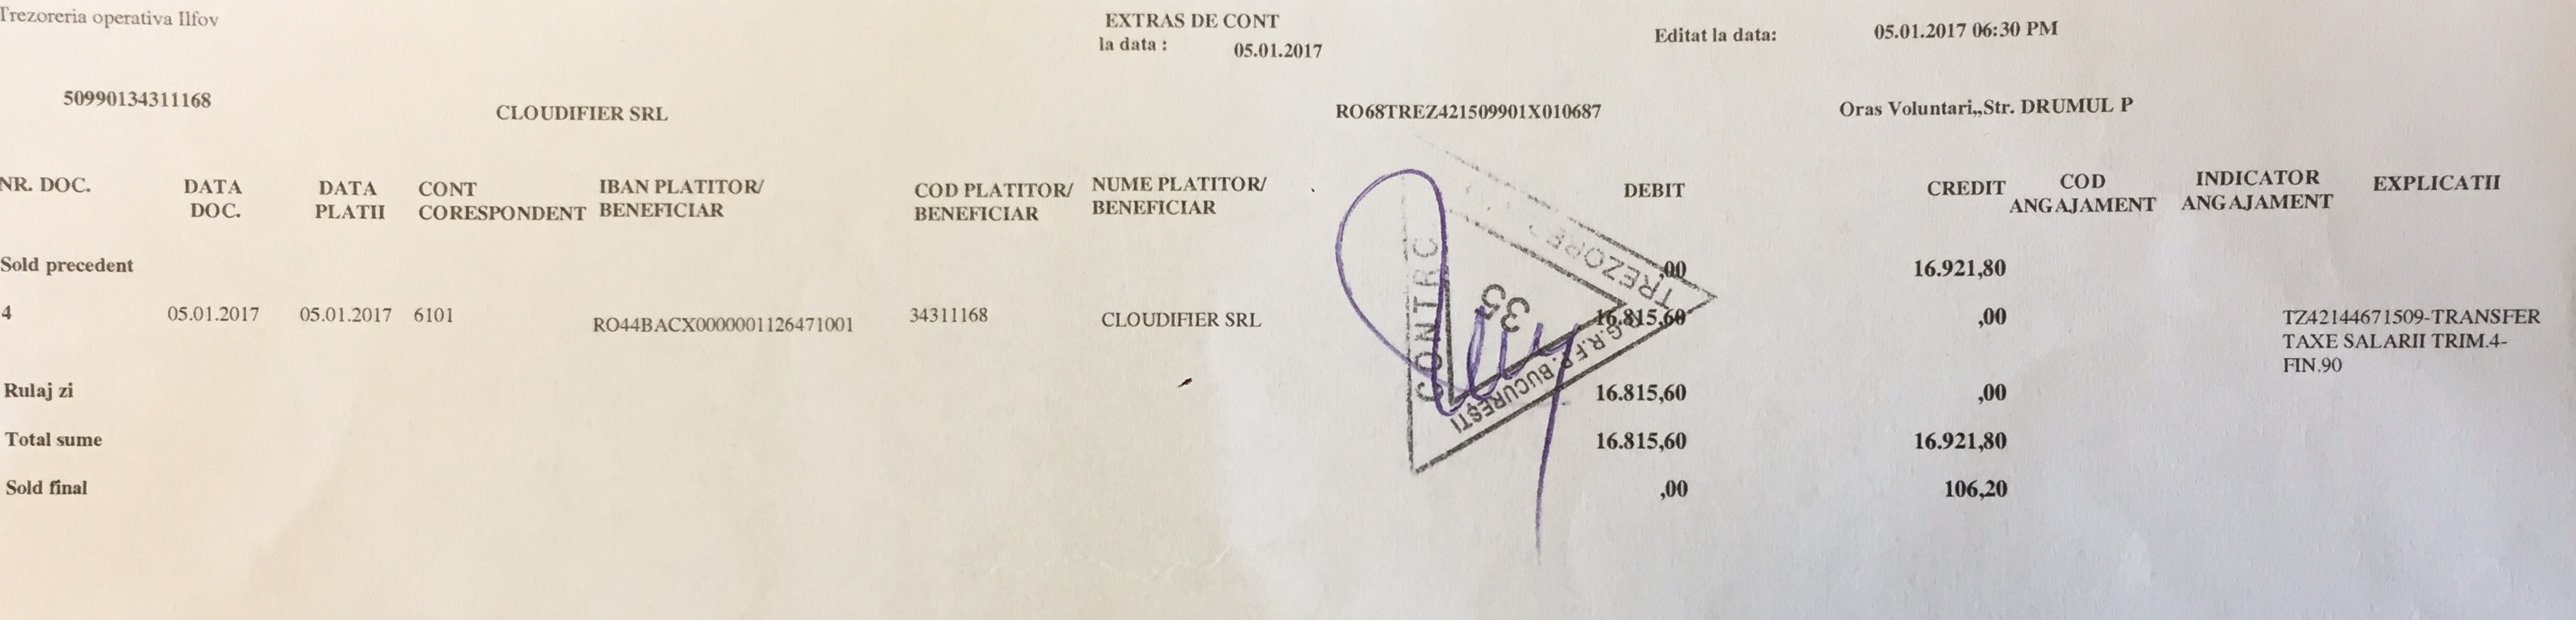 Trezoreria operativa Ilfov
EXTRAS DE CONT
la data : 05.01.2017
Editat la data: 05.01.2017 06:30 PM
50990134311168 CLOUDIFIER SRL RO68TREZ421509901X010687 Oras Voluntari,,Str. DRUMUL P
NR. DOC. DATA DOC. DATA PLATII CONT CORESPONDENT IBAN PLATITOR/ BENEFICIAR COD PLATITOR/ BENEFICIAR NUME PLATITOR/ BENEFICIAR DEBIT CREDIT COD ANGAJAMENT INDICATOR ANGAJAMENT EXPLICATII
Sold precedent ,00 16.921,80
4 05.01.2017 05.01.2017 6101 RO44BACX0000001126471001 34311168 CLOUDIFIER SRL 16.815,60 ,00 TZ42144671509-TRANSFER
TAXE SALARII TRIM.4-
FIN.90
Rulaj zi 16.815,60 ,00
Total sume 16.815,60 16.921,80
Sold final ,00 106,20
35
BUCUREȘTI